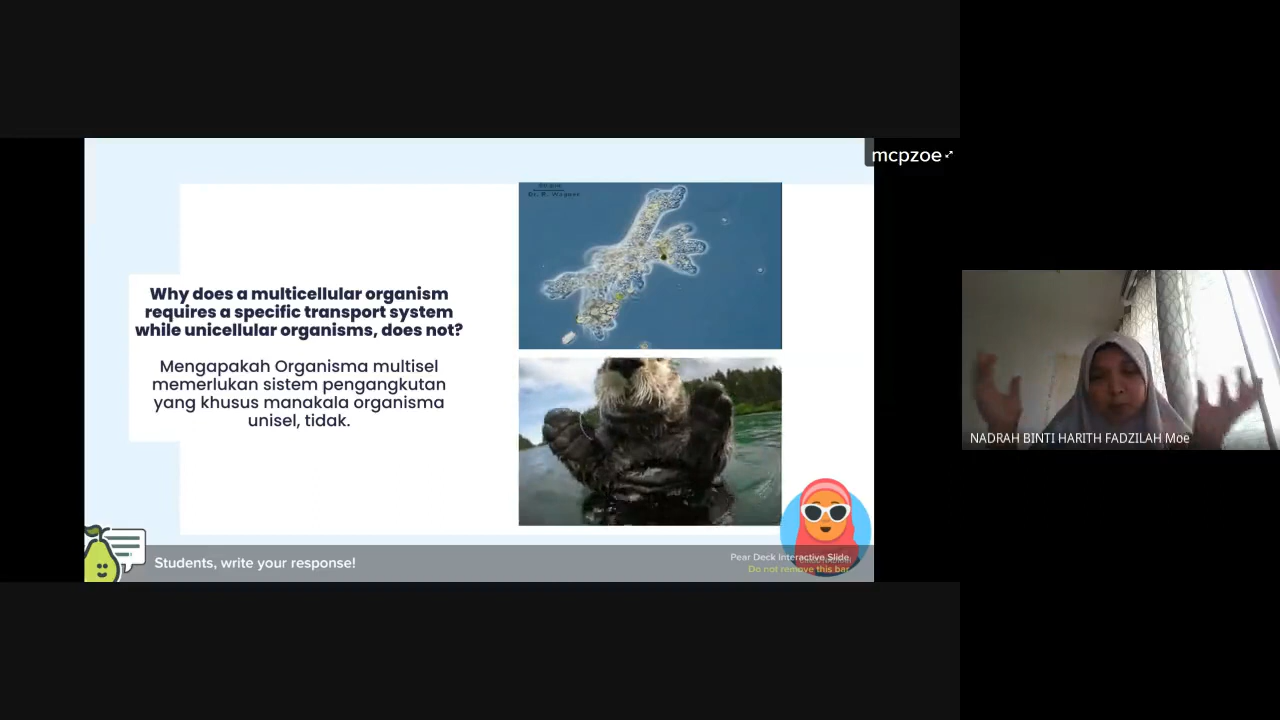 mcpzoe
Dr. R. Wagner
Why does a multicellular organism
requires a specific transport system
while unicellular organisms, does not?
Mengapakah Organisma multisel
memerlukan sistem pengangkutan
yang khusus manakala organisma
unisel, tidak.
NADRAH BINTI HARITH FADZILAH Moe
Students, write your response!
Pear Deck Interactive Slide
Do not remove this bar